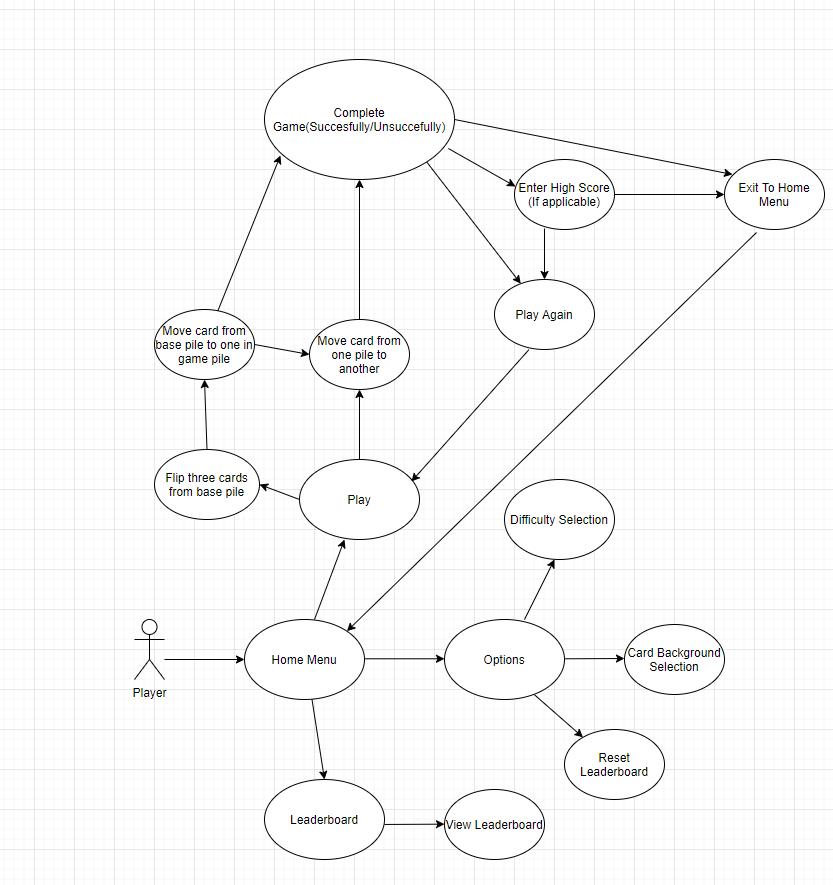 Complete
Game(Succesfully/Unsuccefully)
Enter High Score
(If applicable)
Exit To Home
Menu
Play Again
Move card from
base pile to one in
game pile
Move card from
one pile to
another
Flip three cards
from base pile
Play
Difficulty Selection
Player
Home Menu
Options
Card Background
Selection
Reset
Leaderboard
Leaderboard
View Leaderboard